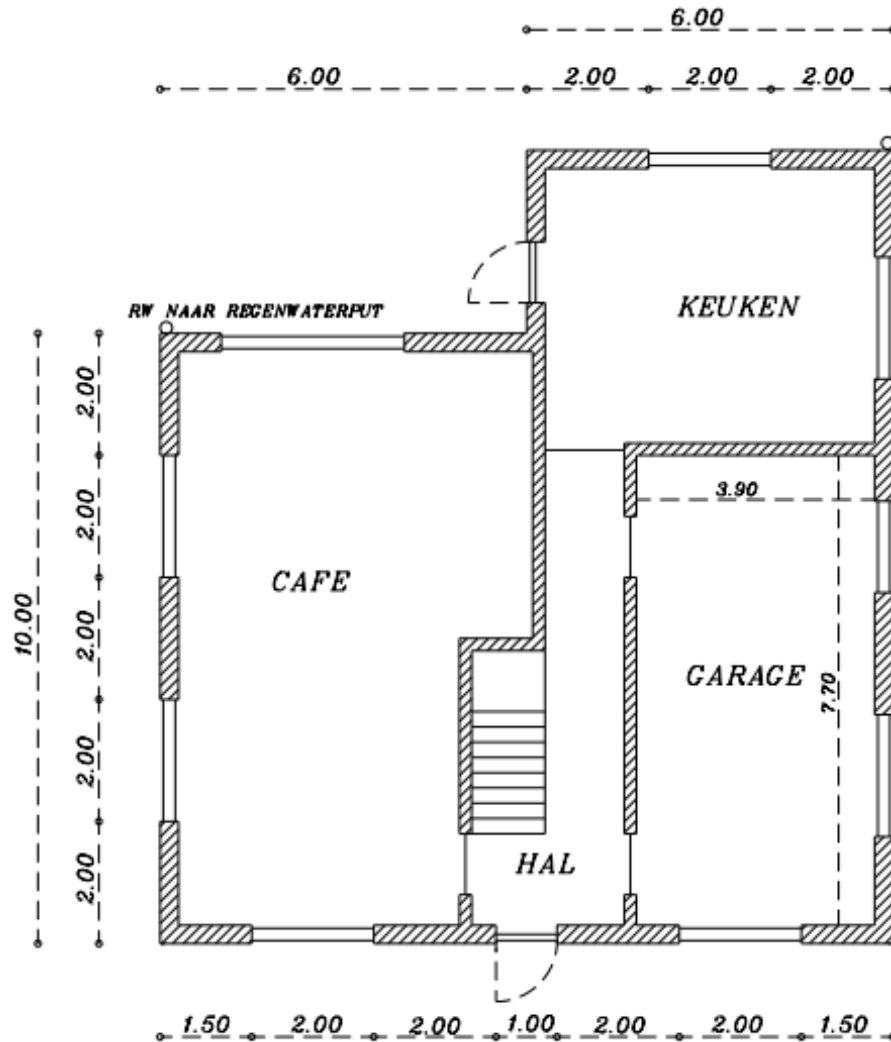 6.00
6.00 2.00 2.00 2.00
KEUKEN
RW NAAR REGENWATERPUT
2.00
3.90
2.00
CAFE
10.00
2.00
GARAGE
7.70
2.00
HAL
2.00
1.50 2.00 2.00 1.00 2.00 2.00 1.50